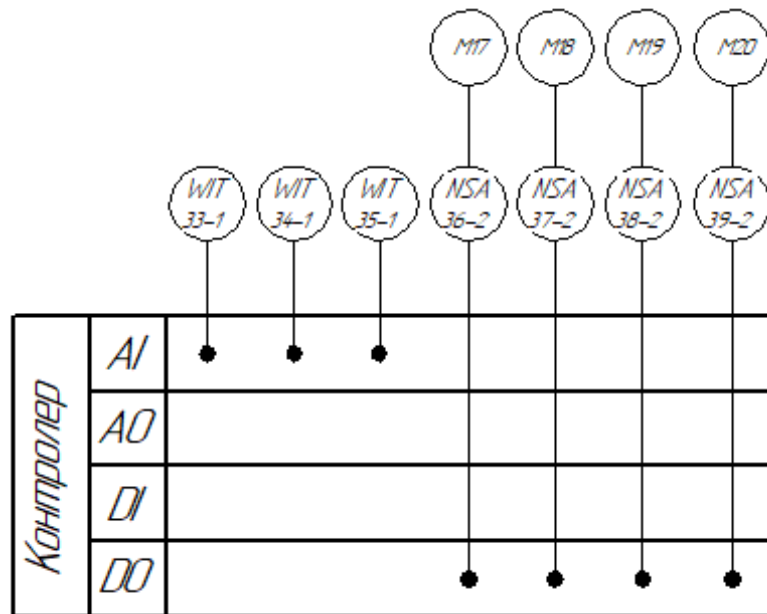 M17 M18 M19 M20
WIT WIT WIT NSA NSA NSA NSA
33-1 34-1 35-1 36-2 37-2 38-2 39-2
Контролер
AI
AO
DI
DO